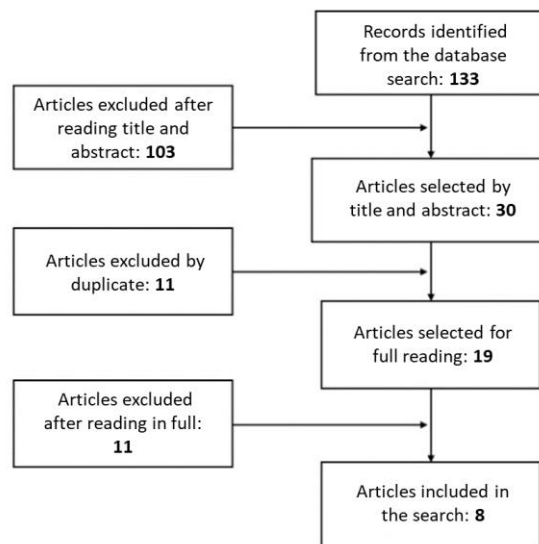 Records identified
from the database
search: 133
Articles excluded after
reading title and
abstract: 103
Articles selected by
title and abstract: 30
Articles excluded by
duplicate: 11
Articles selected for
full reading: 19
Articles excluded
after reading in full:
11
Articles included in
the search: 8